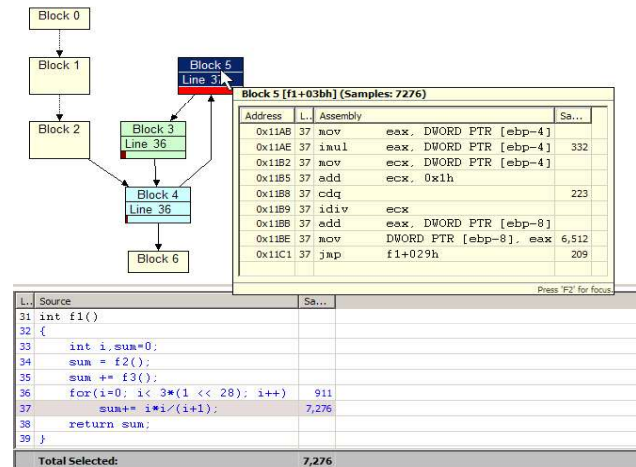 Block 0
Block 1
Block 2
Block 5
Line 37
Block 3
Line 36
Block 4
Line 36
Block 6
Block 5 [f1+03bh] (Samples: 7276)
Address L.. Assembly Sa...
0x11AB 37 mov eax, DWORD PTR [ebp-4]
0x11AE 37 imul eax, DWORD PTR [ebp-4] 332
0x11B2 37 mov ecx, DWORD PTR [ebp-4]
0x11B5 37 add ecx, 0x1h
0x11B8 37 cdq 223
0x11B9 37 idiv ecx
0x11BB 37 add eax, DWORD PTR [ebp-8]
0x11BE 37 mov DWORD PTR [ebp-8], eax 6,512
0x11C1 37 jmp f1+029h 209
Press 'F2' for focus.
L.. Source Sa...
31 int f1()
32 {
33 int i,sum=0;
34 sum = f2();
35 sum += f3();
36 for(i=0; i< 3*(1 << 28); i++) 911
37 sum+= i*i/(i+1); 7,276
38 return sum;
39 }
Total Selected: 7,276